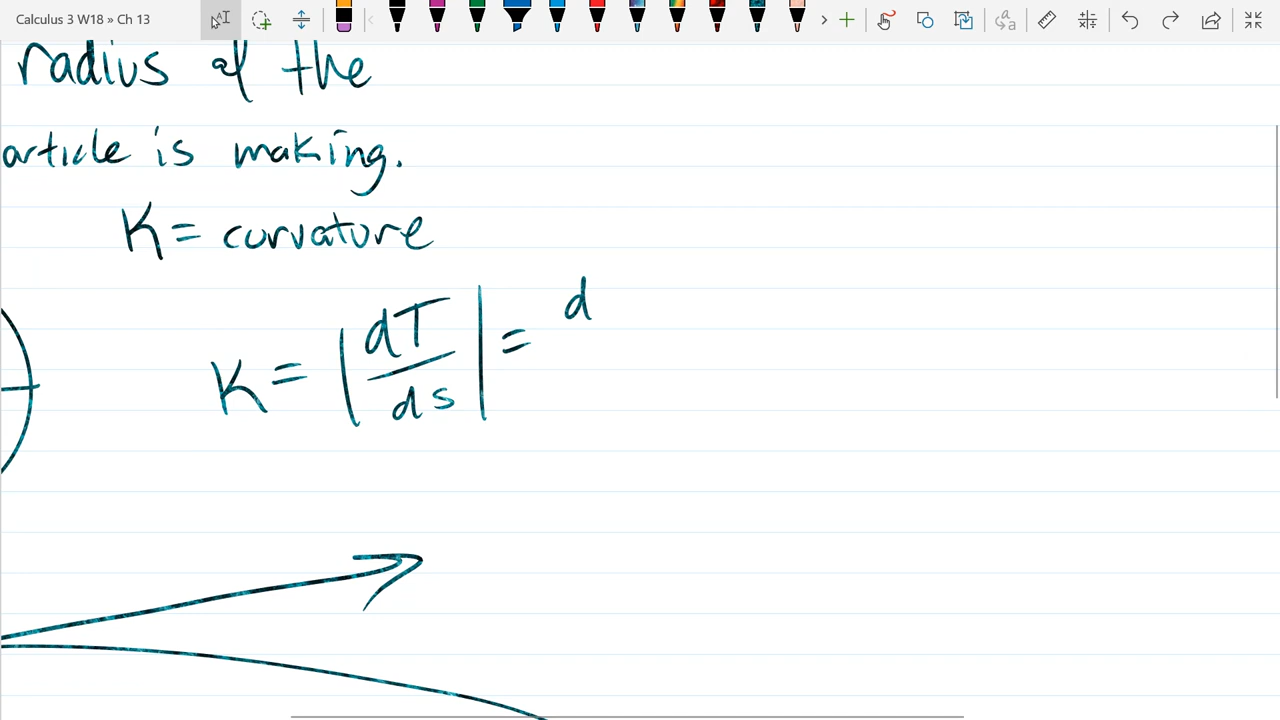 Calculus 3 W18 » Ch 13
radius of the
article is making.
K = curvature
K = |dT/ds| = d